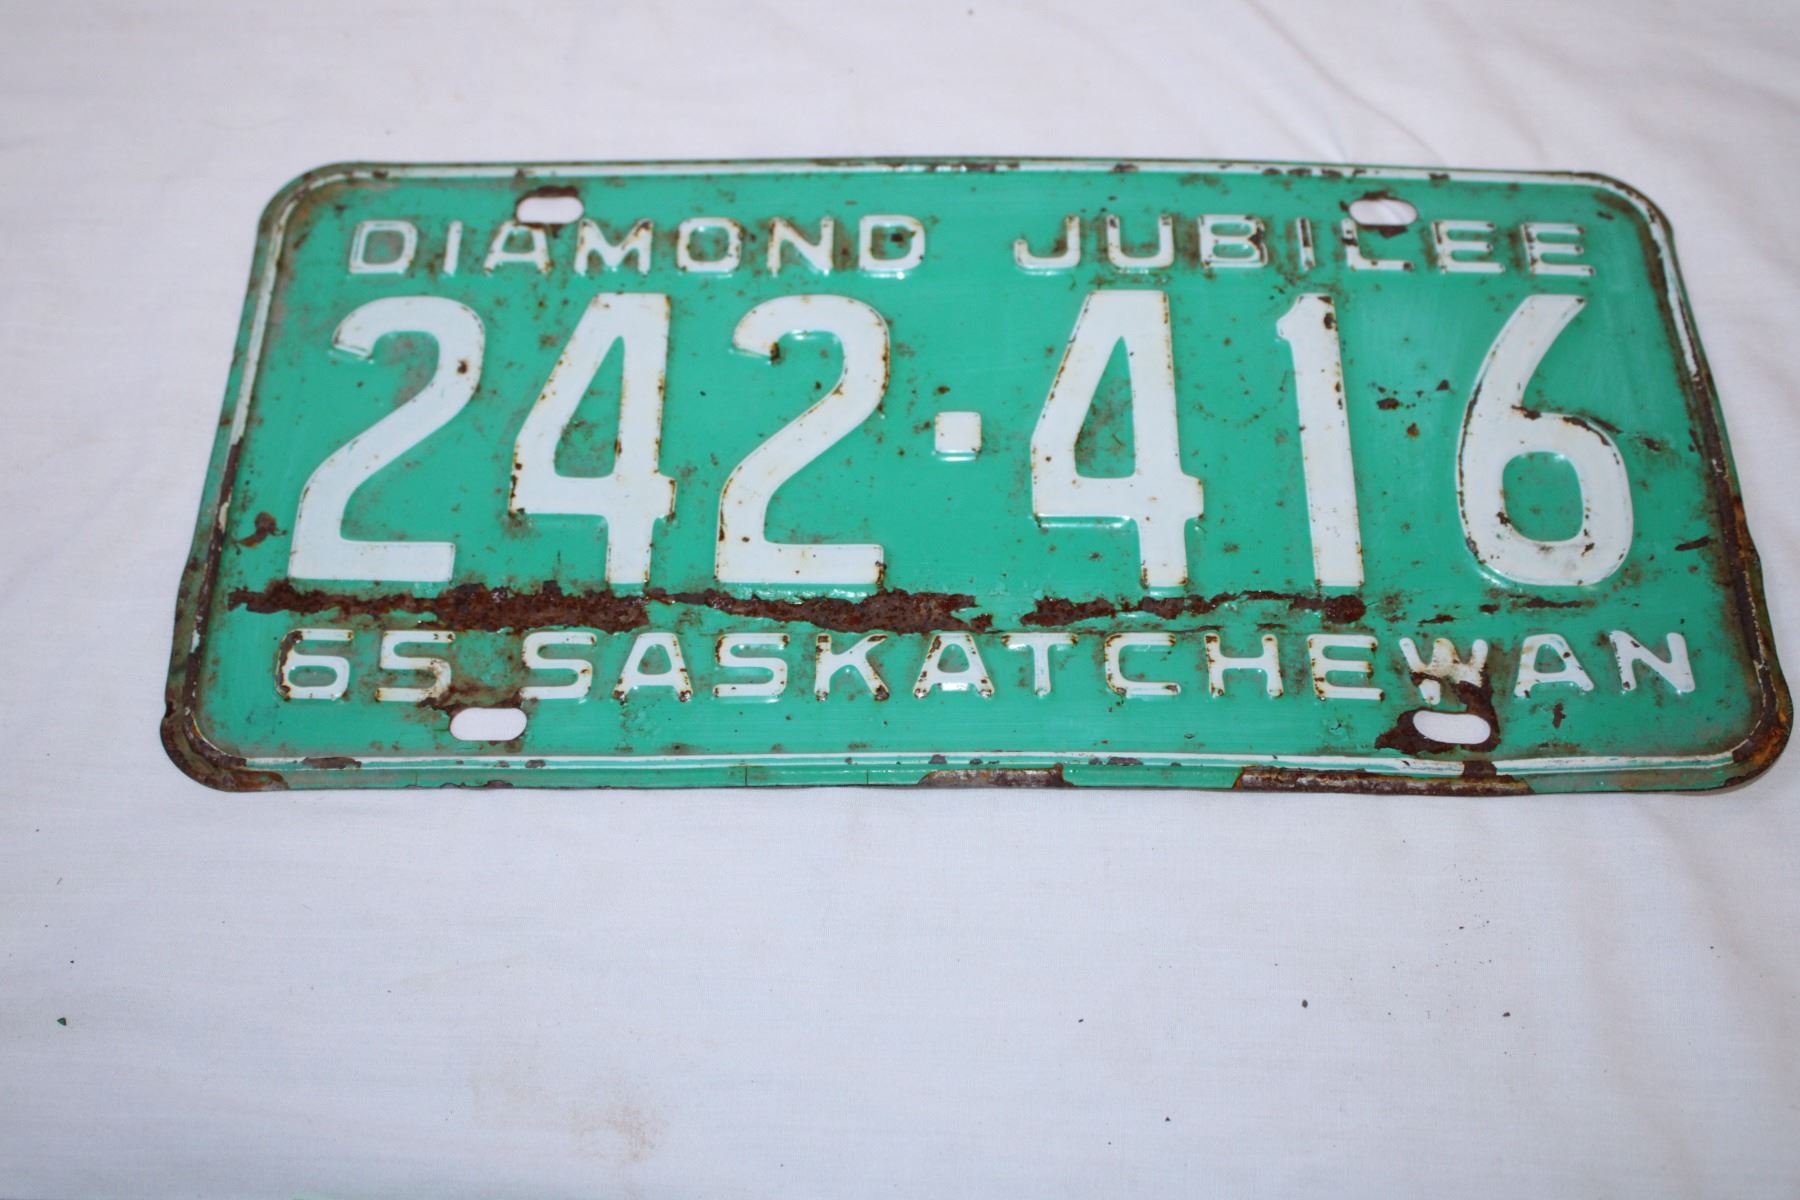 DIAMOND JUBILEE
242·416
65 SASKATCHEWAN